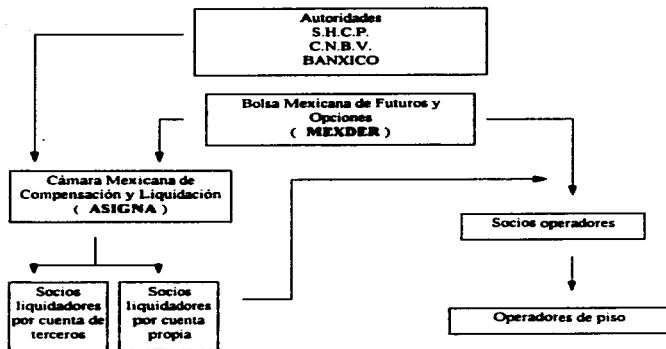 Autoridades
S.H.C.P.
C.N.B.V.
BANXICO
Bolsa Mexicana de Futuros y
Opciones
( MEXDER )
Cámara Mexicana de
Compensación y Liquidación
( ASIGNA )
Socios operadores
Socios
liquidadores
por cuenta de
terceros
Socios
liquidadores
por cuenta
propia
Operadores de piso